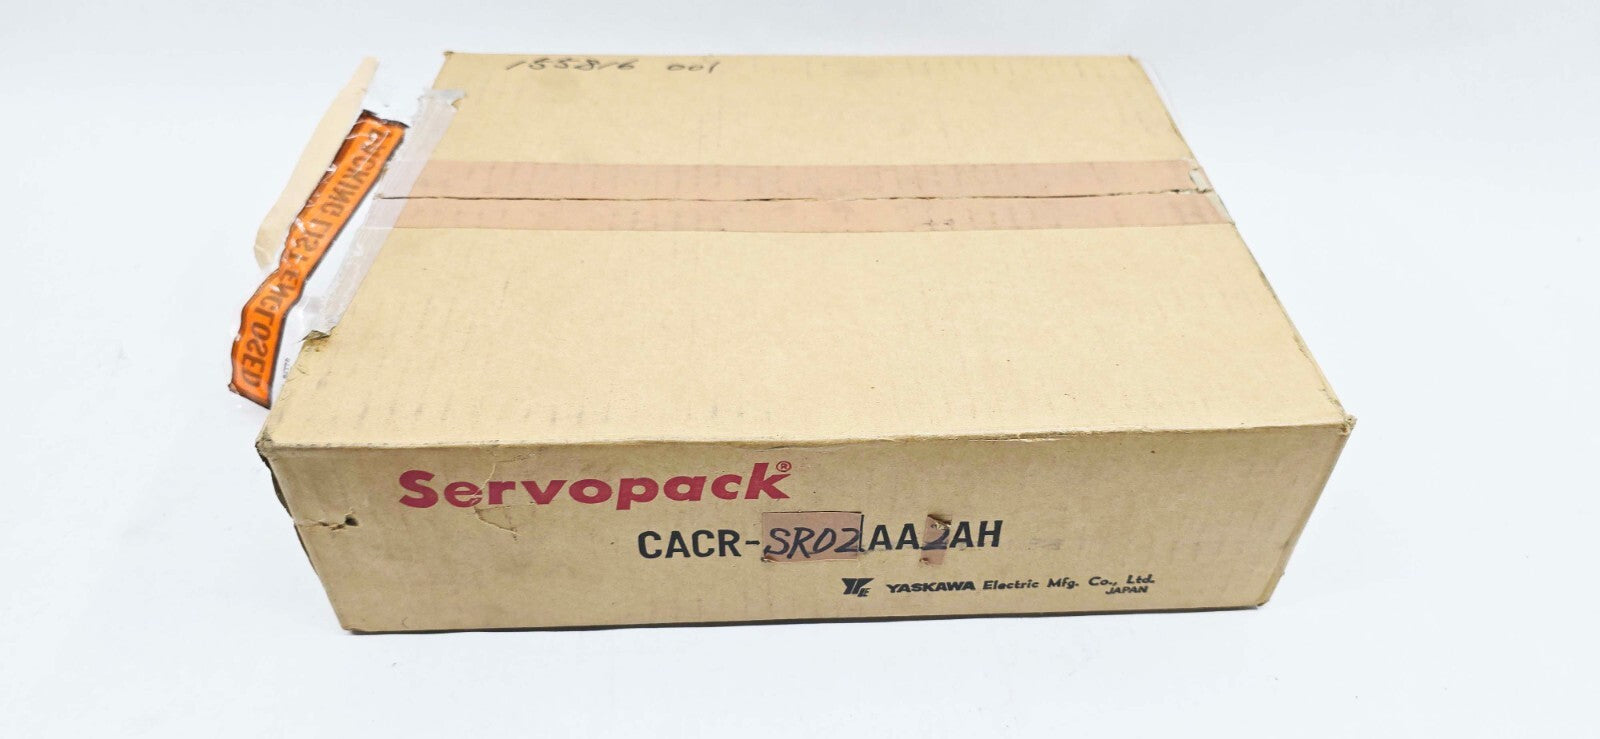 155816 001
PACKING LIST ENCLOSED
Servopack®
CACR-SR02AA2AH
YASKAWA Electric Mfg. Co., Ltd.
JAPAN